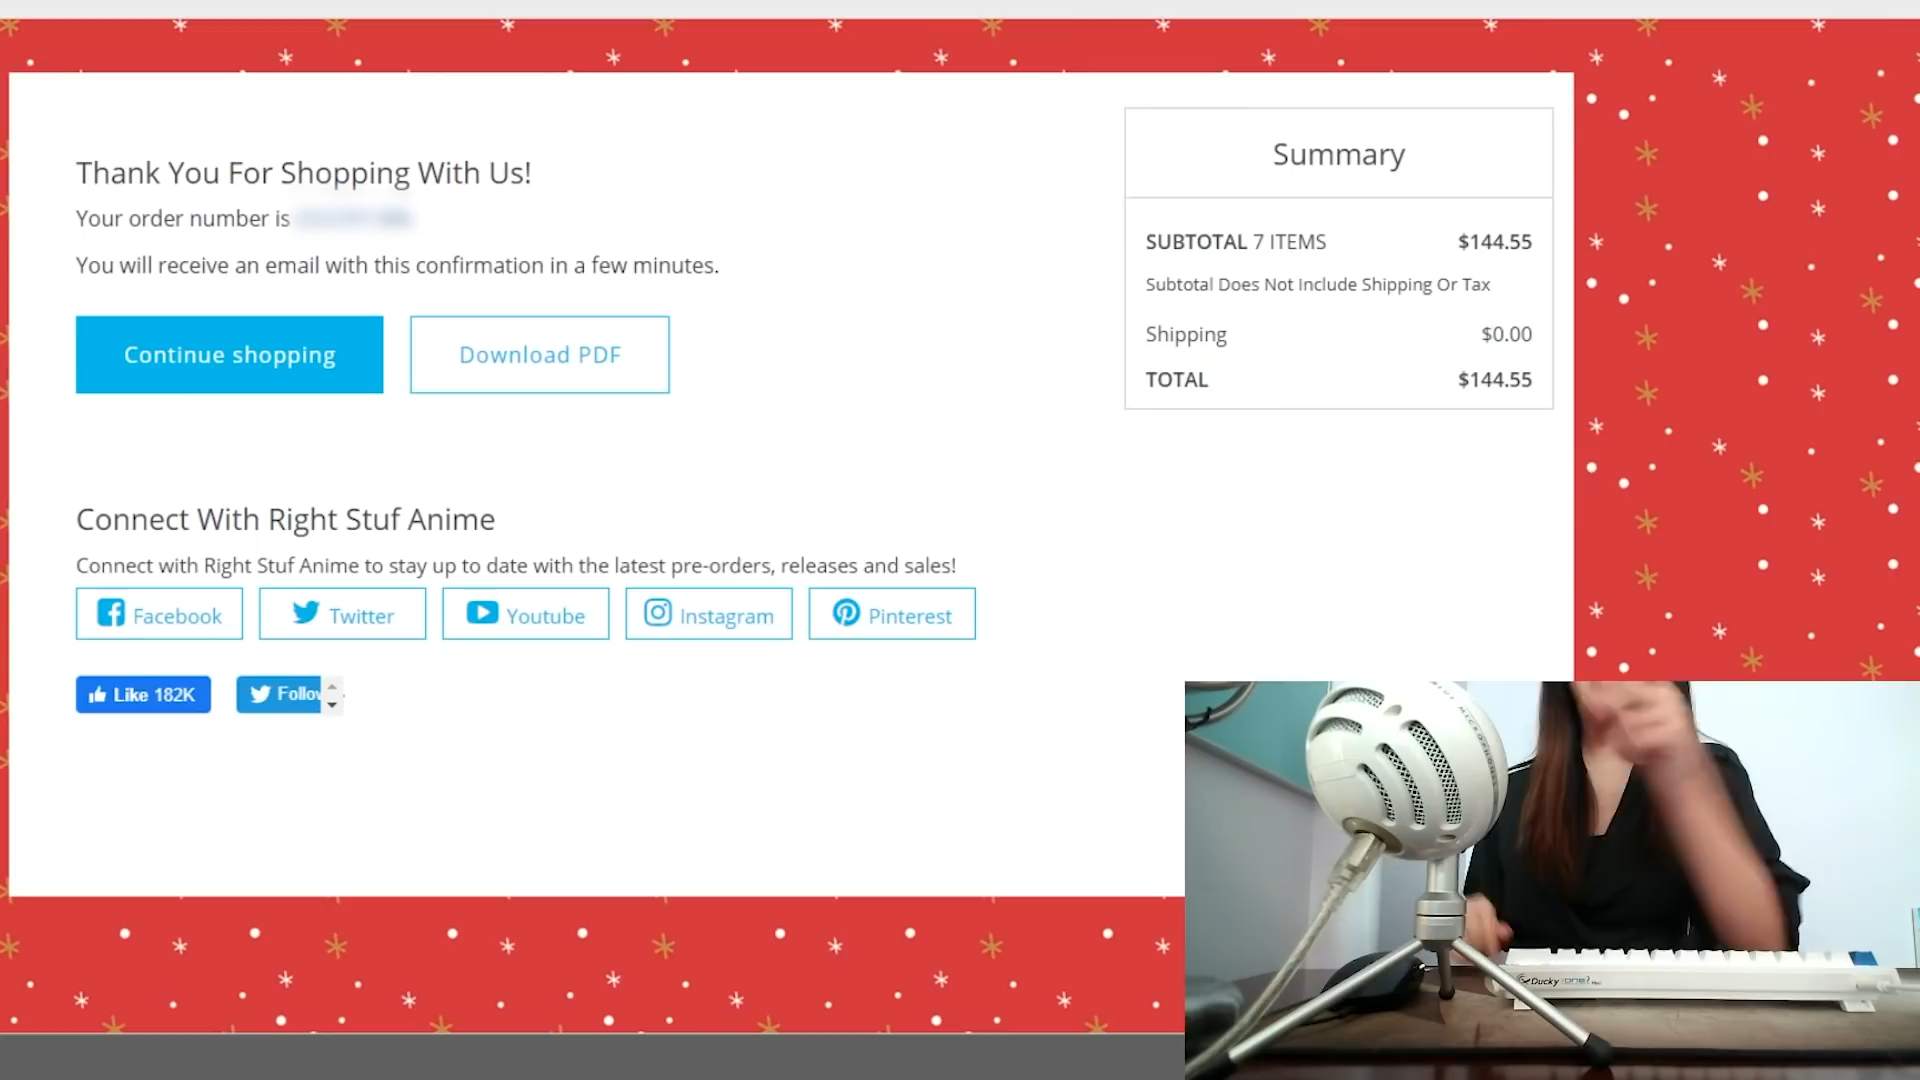 Thank You For Shopping With Us!
Your order number is
You will receive an email with this confirmation in a few minutes.
Continue shopping
Download PDF
Summary
SUBTOTAL 7 ITEMS $144.55
Subtotal Does Not Include Shipping Or Tax
Shipping $0.00
TOTAL $144.55
Connect With Right Stuf Anime
Connect with Right Stuf Anime to stay up to date with the latest pre-orders, releases and sales!
Facebook
Twitter
Youtube
Instagram
Pinterest
Like 182K
Follow
Ducky one2